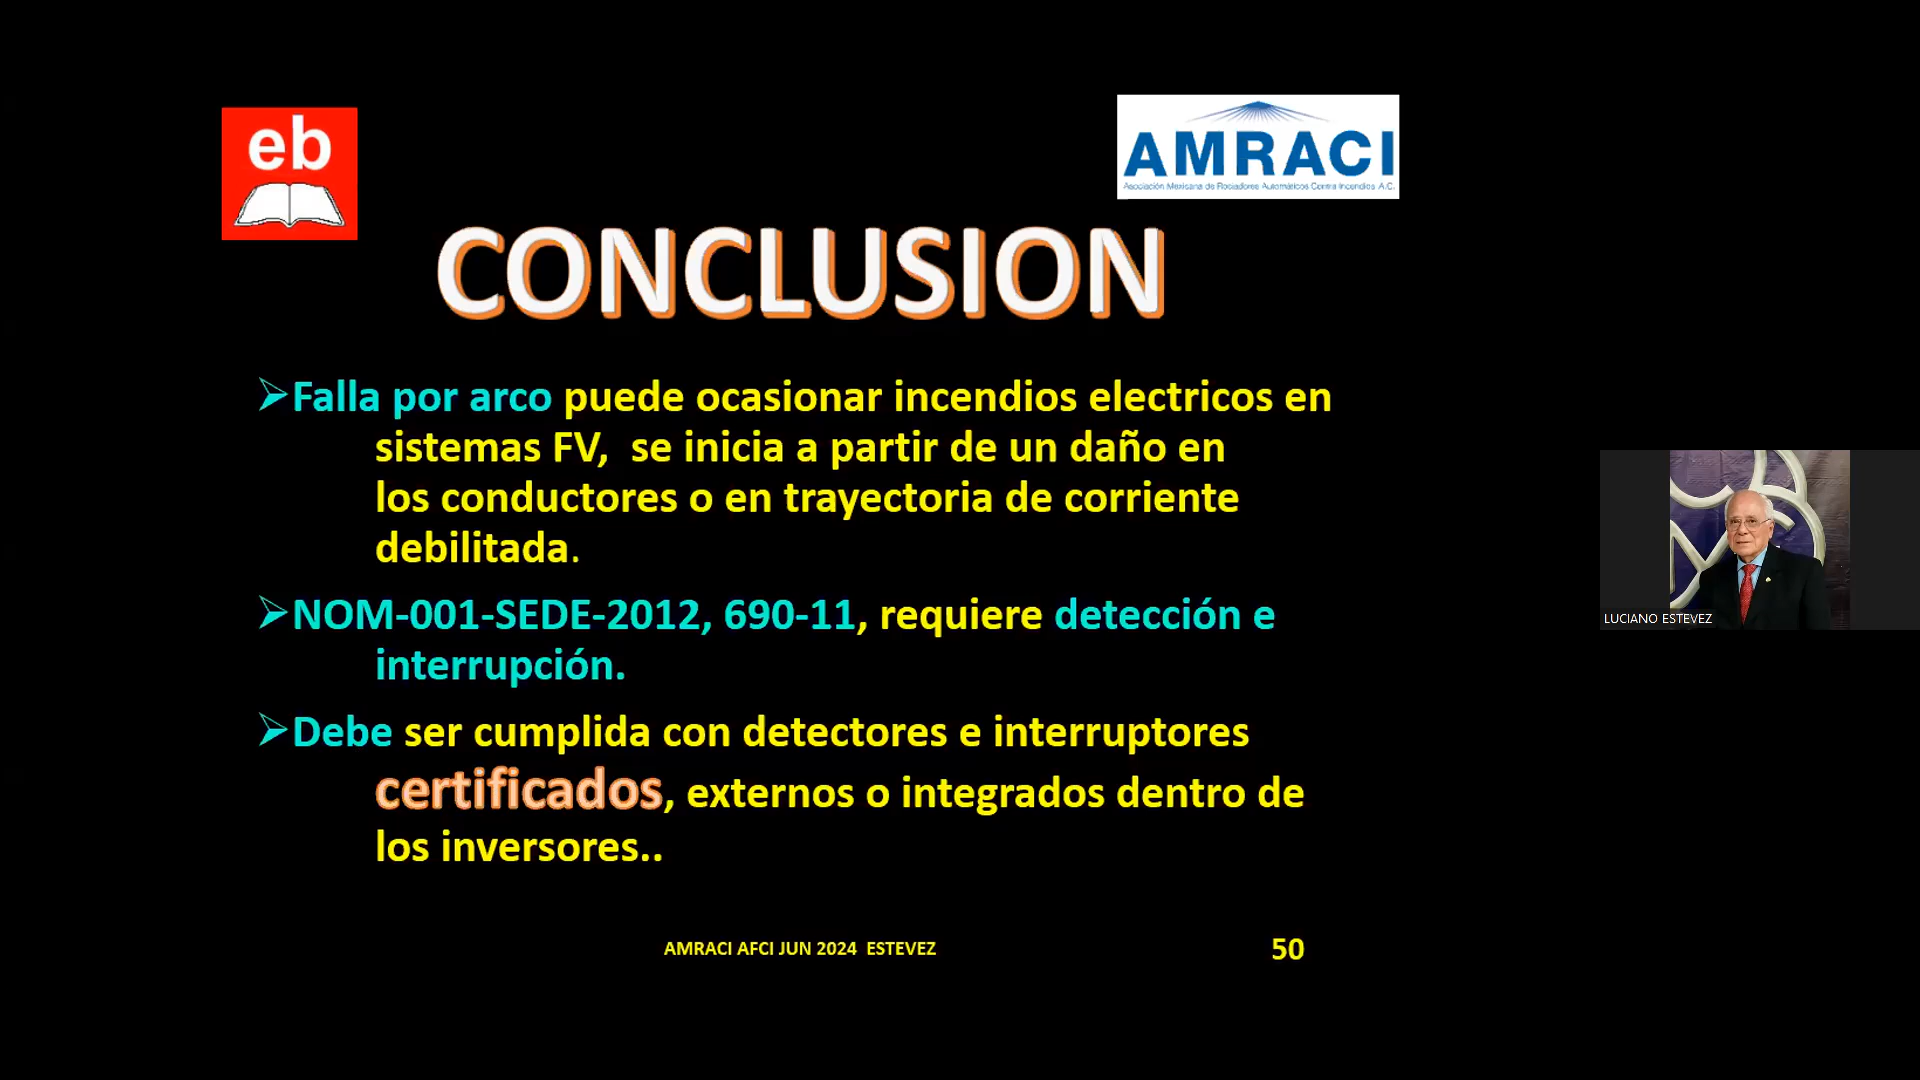 eb
AMRACI
Asociación Mexicana de Rociadores Automáticos Contra Incendios A.C.
CONCLUSION
➢Falla por arco puede ocasionar incendios electricos en
sistemas FV, se inicia a partir de un daño en
los conductores o en trayectoria de corriente
debilitada.
➢NOM-001-SEDE-2012, 690-11, requiere detección e
interrupción.
➢Debe ser cumplida con detectores e interruptores
certificados, externos o integrados dentro de
los inversores..
LUCIANO ESTEVEZ
AMRACI AFCI JUN 2024 ESTEVEZ
50